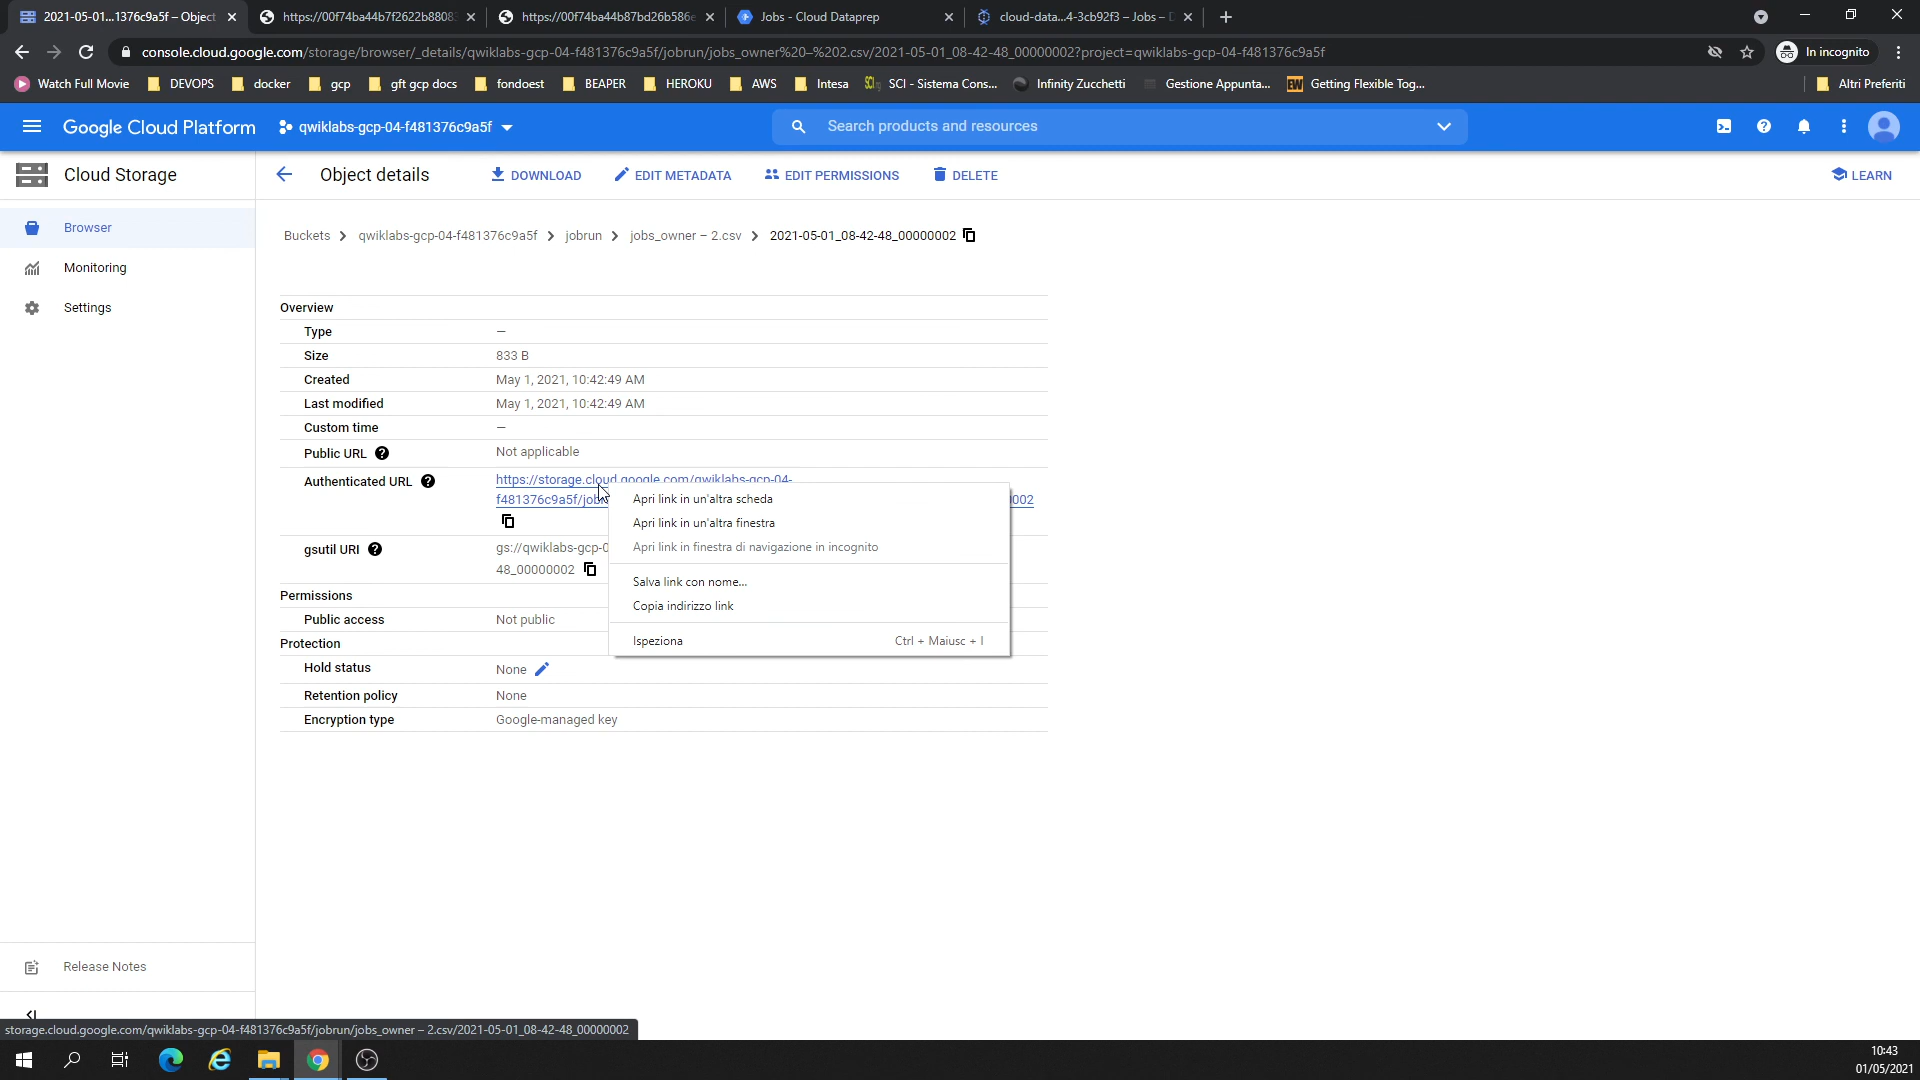 2021-05-01...1376c9a5f – Object
https://00f74ba44b7f2622b8808
https://00f74ba44b87bd26b586e
Jobs - Cloud Dataprep
cloud-data...4-3cb92f3 – Jobs – D
console.cloud.google.com/storage/browser/_details/qwiklabs-gcp-04-f481376c9a5f/jobrun/jobs_owner%20–%202.csv/2021-05-01_08-42-48_00000002?project=qwiklabs-gcp-04-f481376c9a5f
In incognito
Watch Full Movie
DEVOPS
docker
gcp
gft gcp docs
fondoest
BEAPER
HEROKU
AWS
Intesa
SCI - Sistema Cons...
Infinity Zucchetti
Gestione Appunta...
Getting Flexible Tog...
Altri Preferiti
Google Cloud Platform
qwiklabs-gcp-04-f481376c9a5f
Search products and resources
Cloud Storage
Object details
DOWNLOAD
EDIT METADATA
EDIT PERMISSIONS
DELETE
LEARN
Browser
Monitoring
Settings
Buckets > qwiklabs-gcp-04-f481376c9a5f > jobrun > jobs_owner – 2.csv > 2021-05-01_08-42-48_00000002
Overview
Type –
Size 833 B
Created May 1, 2021, 10:42:49 AM
Last modified May 1, 2021, 10:42:49 AM
Custom time –
Public URL Not applicable
Authenticated URL https://storage.cloud.google.com/qwiklabs-gcp-04-
f481376c9a5f/job 002
gsutil URI gs://qwiklabs-gcp-0
48_00000002
Permissions
Public access Not public
Protection
Hold status None
Retention policy None
Encryption type Google-managed key
Apri link in un'altra scheda
Apri link in un'altra finestra
Apri link in finestra di navigazione in incognito
Salva link con nome...
Copia indirizzo link
Ispeziona Ctrl + Maiusc + I
Release Notes
storage.cloud.google.com/qwiklabs-gcp-04-f481376c9a5f/jobrun/jobs_owner – 2.csv/2021-05-01_08-42-48_00000002
10:43
01/05/2021